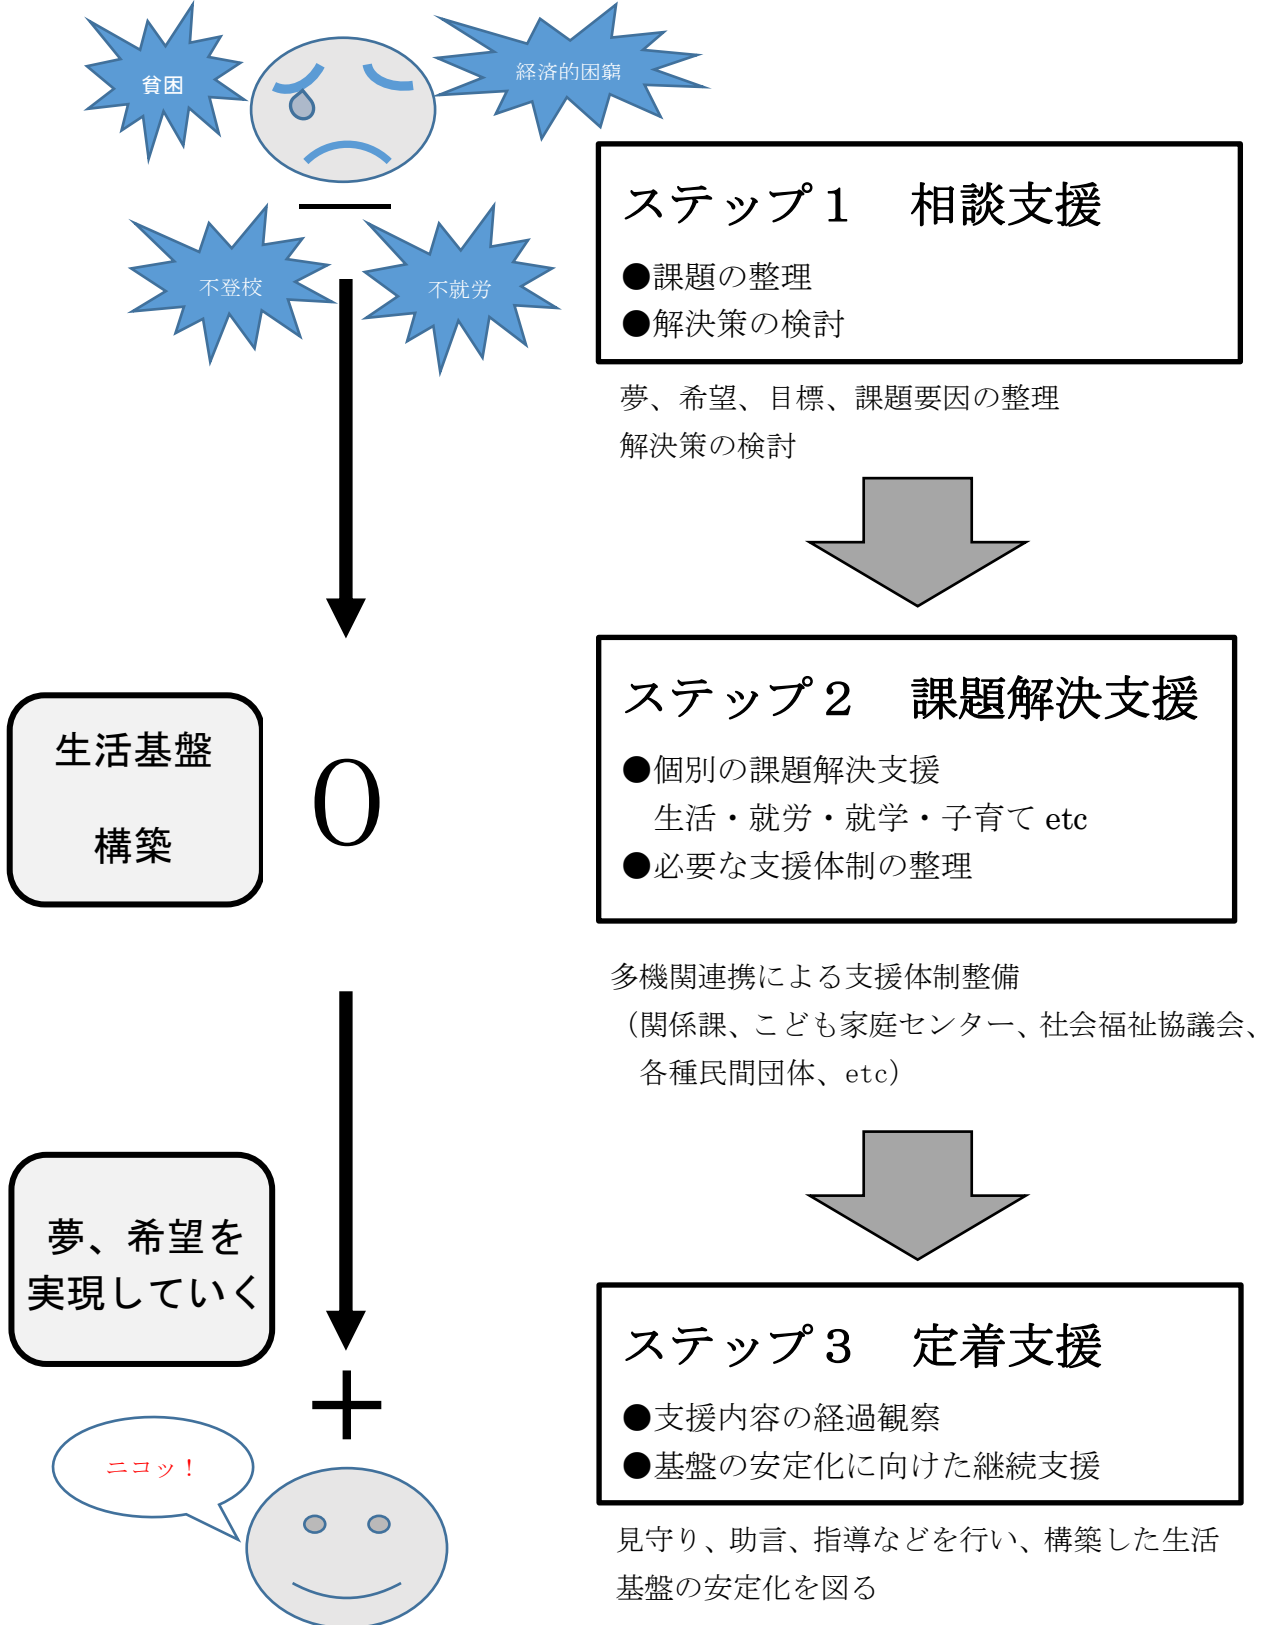 貧困
経済的困窮
不登校
不就労
ステップ１　相談支援
●課題の整理
●解決策の検討
夢、希望、目標、課題要因の整理
解決策の検討
生活基盤
構築
０
ステップ２　課題解決支援
●個別の課題解決支援
生活・就労・就学・子育て etc
●必要な支援体制の整理
多機関連携による支援体制整備
（関係課、こども家庭センター、社会福祉協議会、
各種民間団体、etc）
夢、希望を
実現していく
＋
ニコッ！
ステップ３　定着支援
●支援内容の経過観察
●基盤の安定化に向けた継続支援
見守り、助言、指導などを行い、構築した生活
基盤の安定化を図る